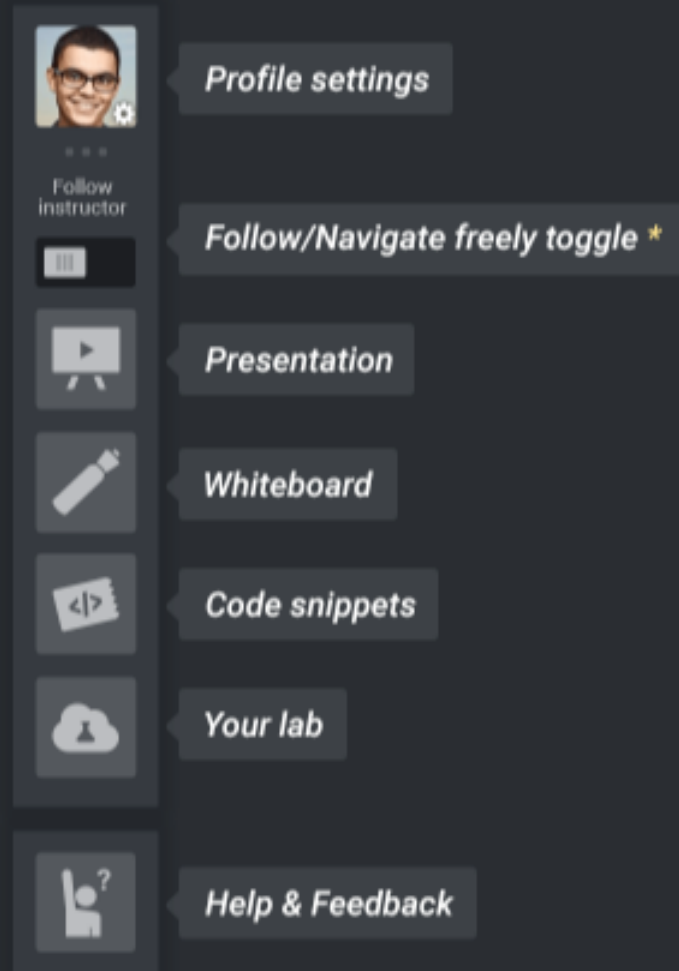 Profile settings
Follow
instructor
Follow/Navigate freely toggle *
Presentation
Whiteboard
</>
Code snippets
Your lab
?
Help & Feedback